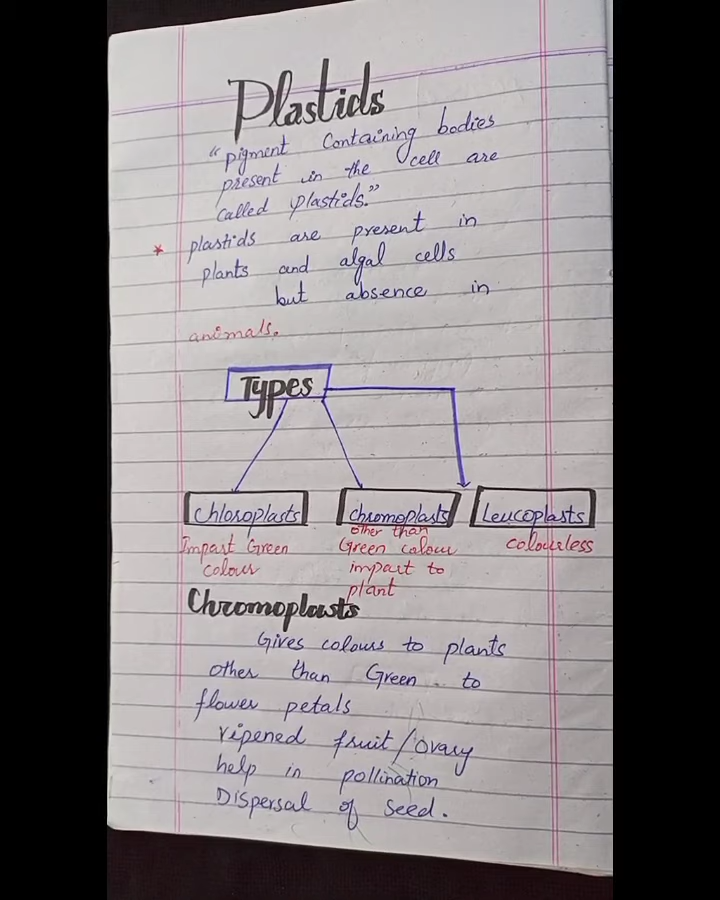 Plastids
"pigment Containing bodies
present in the cell are
called plastids."
* plastids are present in
plants and algal cells
but absence in
animals.
Types
Chloroplasts
Impart Green
colour
chromoplasts
other than
Green colour
impart to
plant
Leucoplasts
colourless
Chromoplasts
Gives colours to plants
other than Green to
flower petals
ripened fruit/ovary
help in pollination
Dispersal of seed.